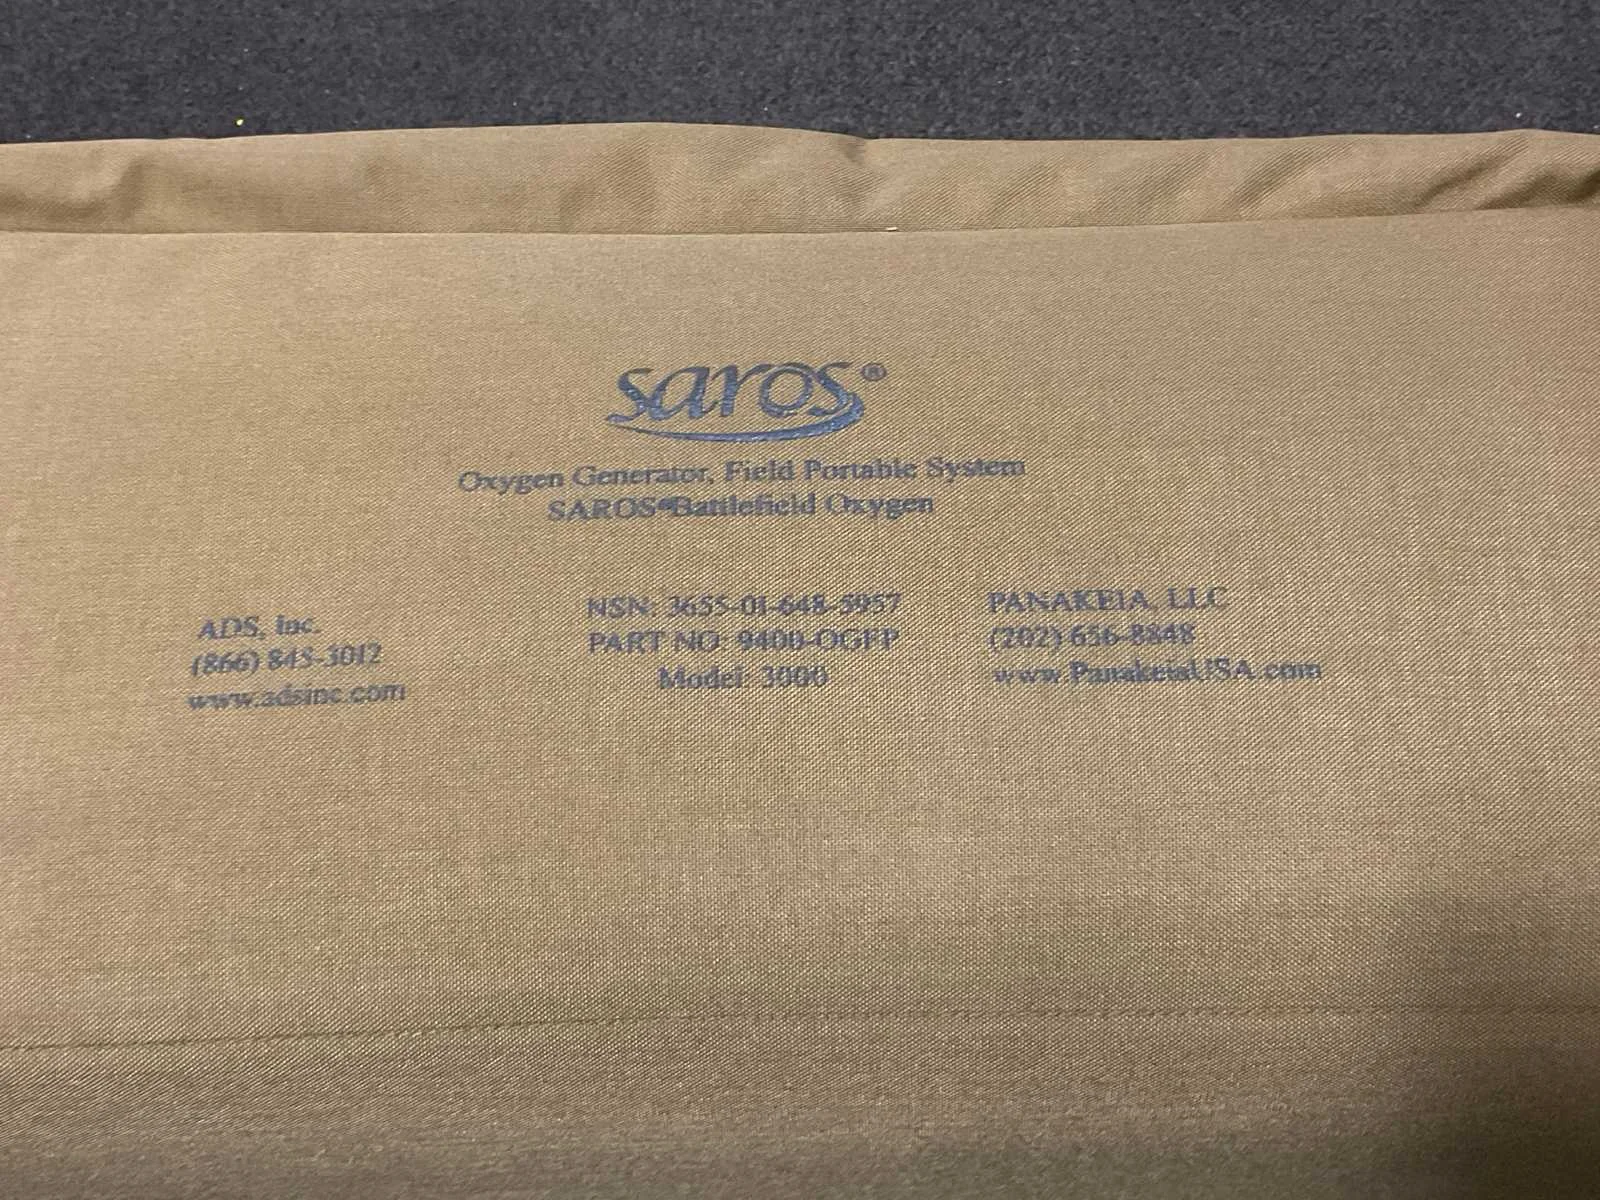 saros®
Oxygen Generator, Field Portable System
SAROS® Battlefield Oxygen
ADS, Inc.
(866) 845-3012
www.adsinc.com
NSN: 3655-01-648-5957
PART NO: 9400-OGFP
Model: 3000
PANAKEIA, LLC
(202) 656-8848
www.PanakeiaUSA.com